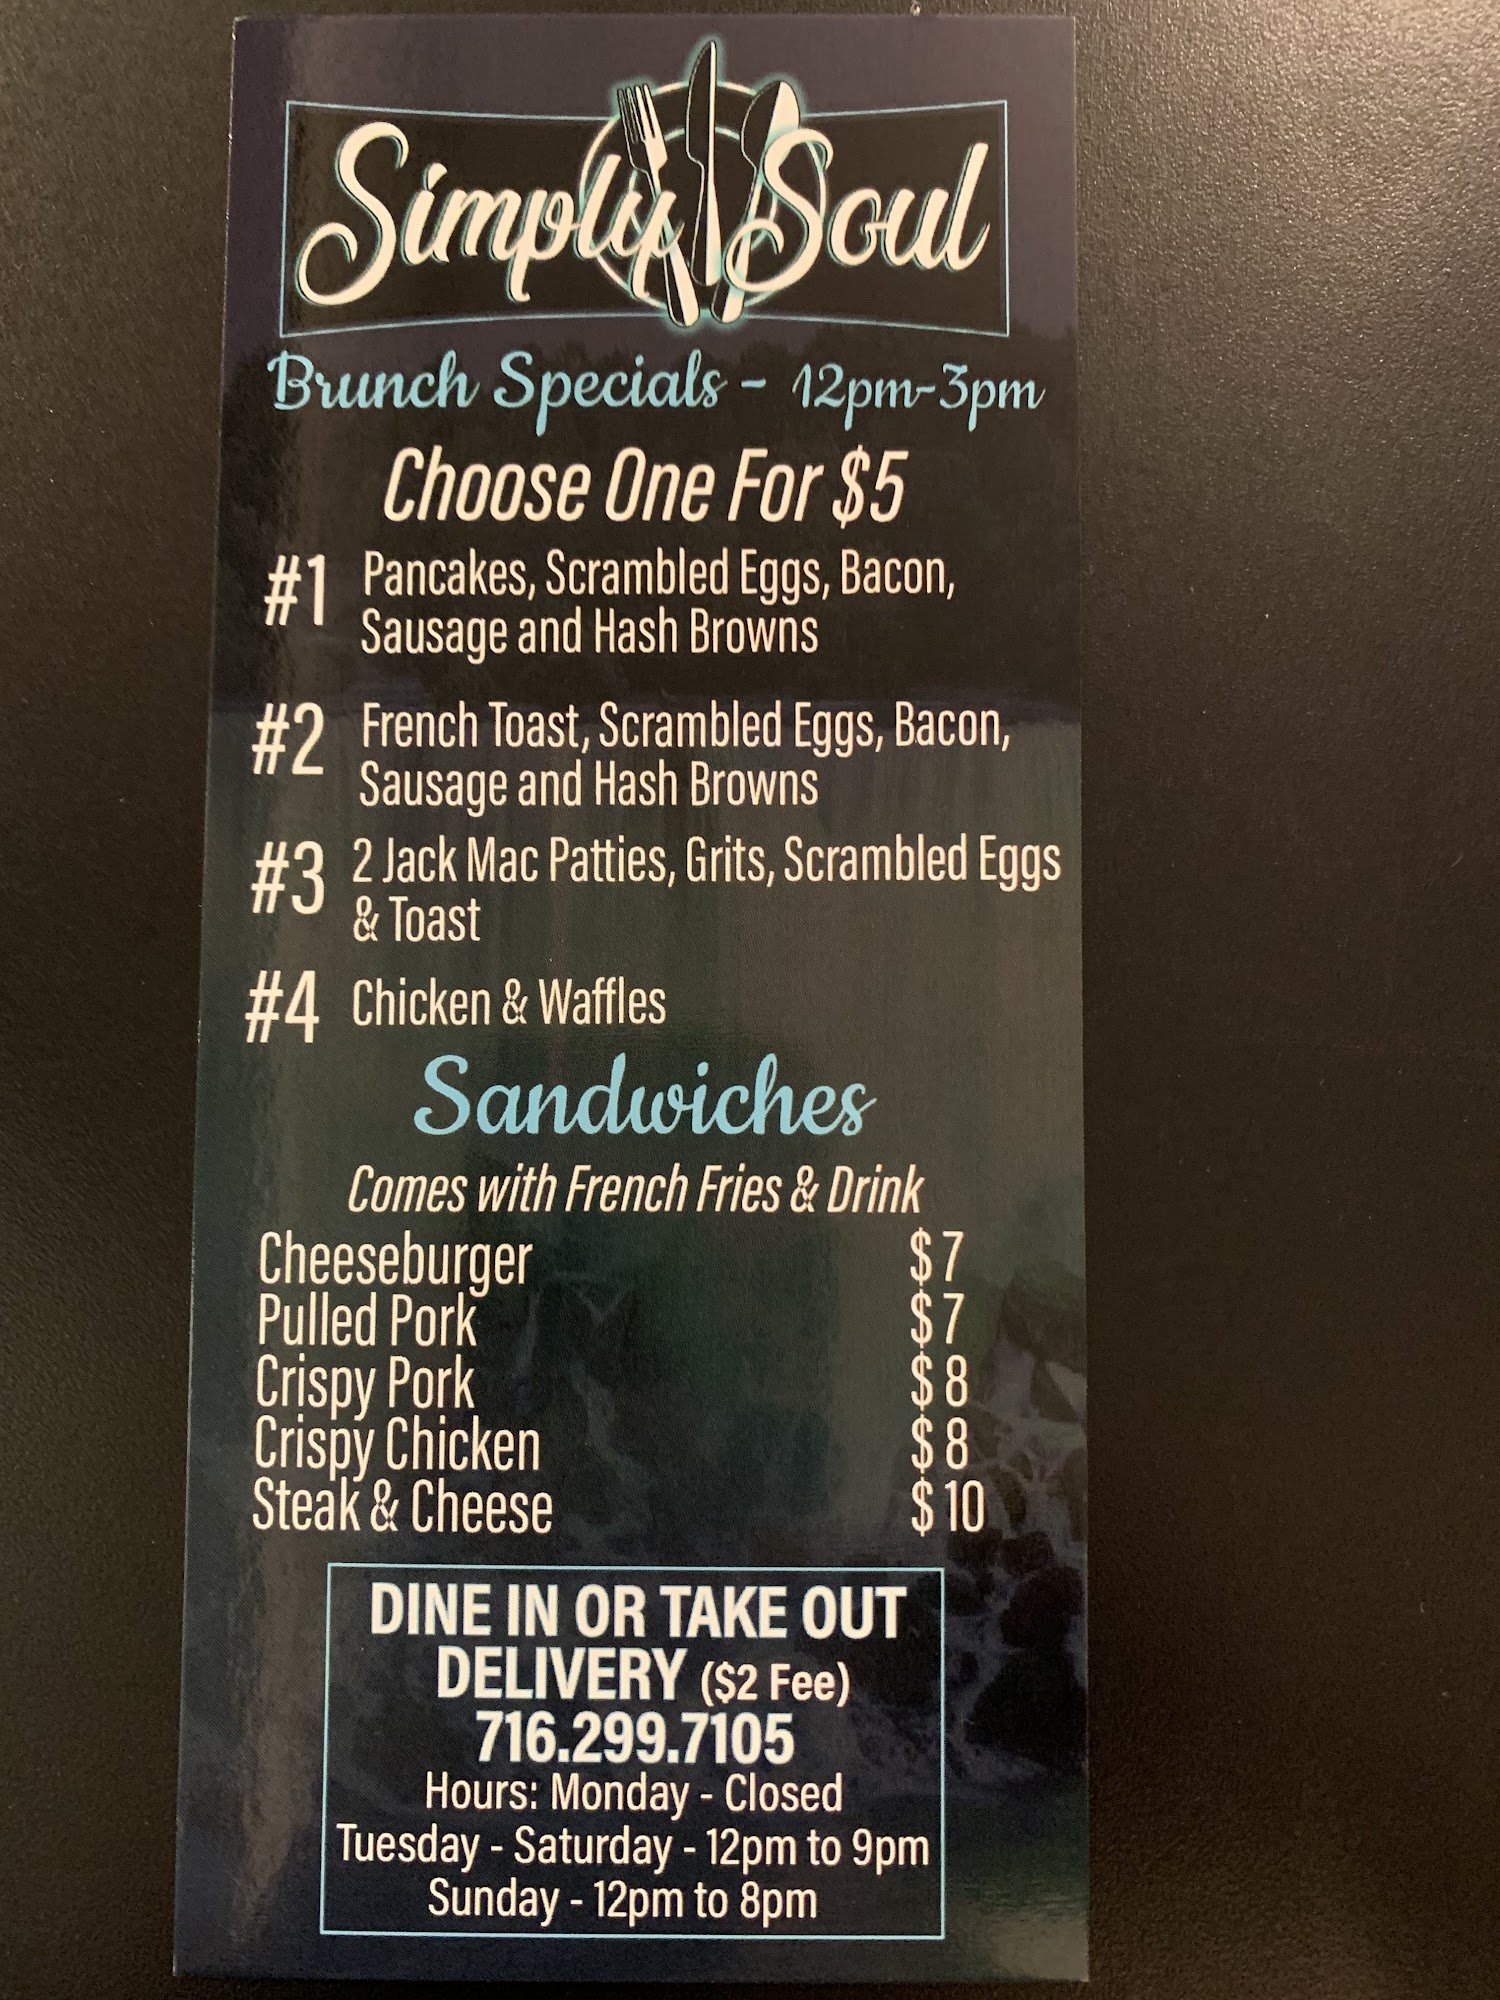 Simply Soul
Brunch Specials - 12pm-3pm
Choose One For $5
#1 Pancakes, Scrambled Eggs, Bacon,
Sausage and Hash Browns
#2 French Toast, Scrambled Eggs, Bacon,
Sausage and Hash Browns
#3 2 Jack Mac Patties, Grits, Scrambled Eggs
& Toast
#4 Chicken & Waffles
Sandwiches
Comes with French Fries & Drink
Cheeseburger $7
Pulled Pork $7
Crispy Pork $8
Crispy Chicken $8
Steak & Cheese $10
DINE IN OR TAKE OUT
DELIVERY ($2 Fee)
716.299.7105
Hours: Monday - Closed
Tuesday - Saturday - 12pm to 9pm
Sunday - 12pm to 8pm